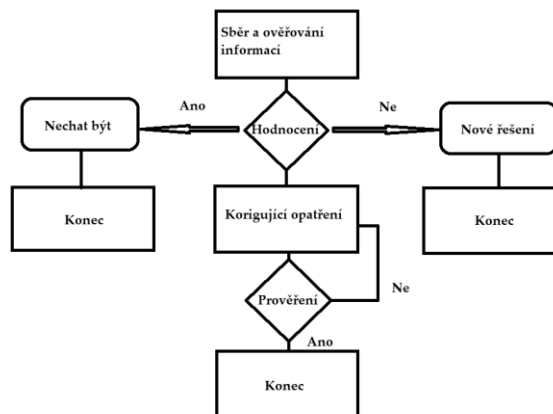 Sběr a ověřování
informací
Ano
Ne
Nechat být
Hodnocení
Nové řešení
Konec
Korigující opatření
Konec
Prověření
Ne
Ano
Konec